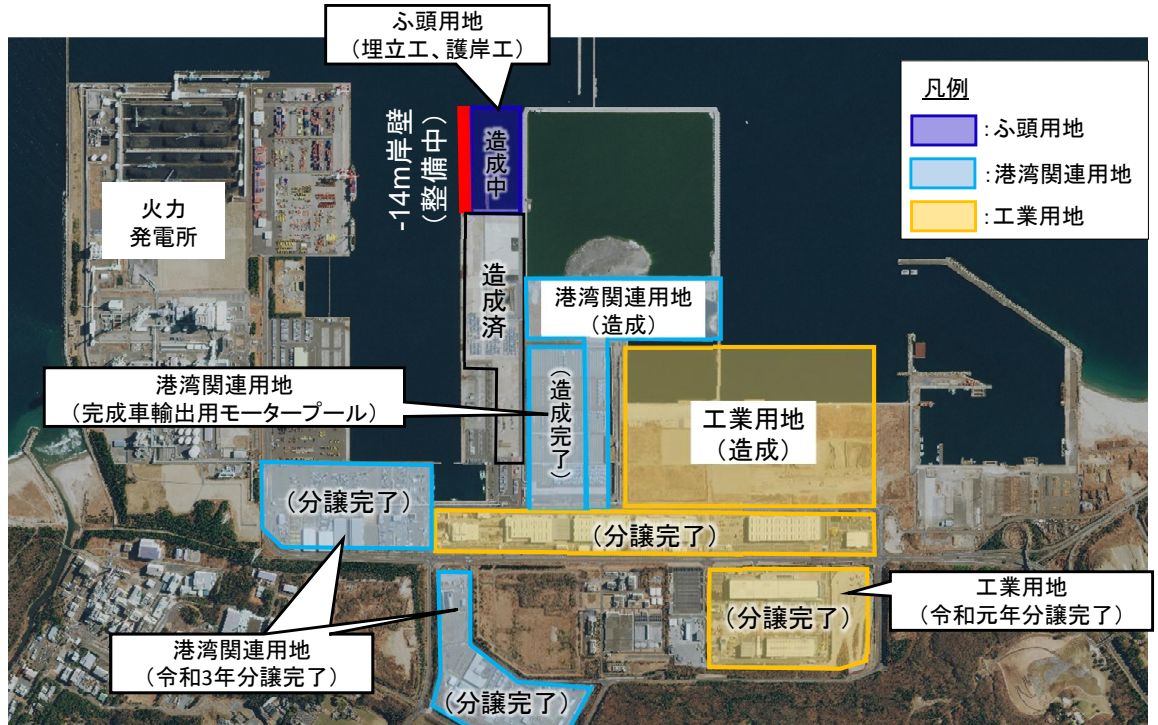 ふ頭用地
(埋立工、護岸工)
凡例
：ふ頭用地
：港湾関連用地
：工業用地
-14m岸壁
(整備中)
造成中
火力
発電所
造成済
港湾関連用地
(造成)
港湾関連用地
(完成車輸出用モータープール)
(造成完了)
工業用地
(造成)
(分譲完了)
(分譲完了)
(分譲完了)
工業用地
(令和元年分譲完了)
港湾関連用地
(令和3年分譲完了)
(分譲完了)